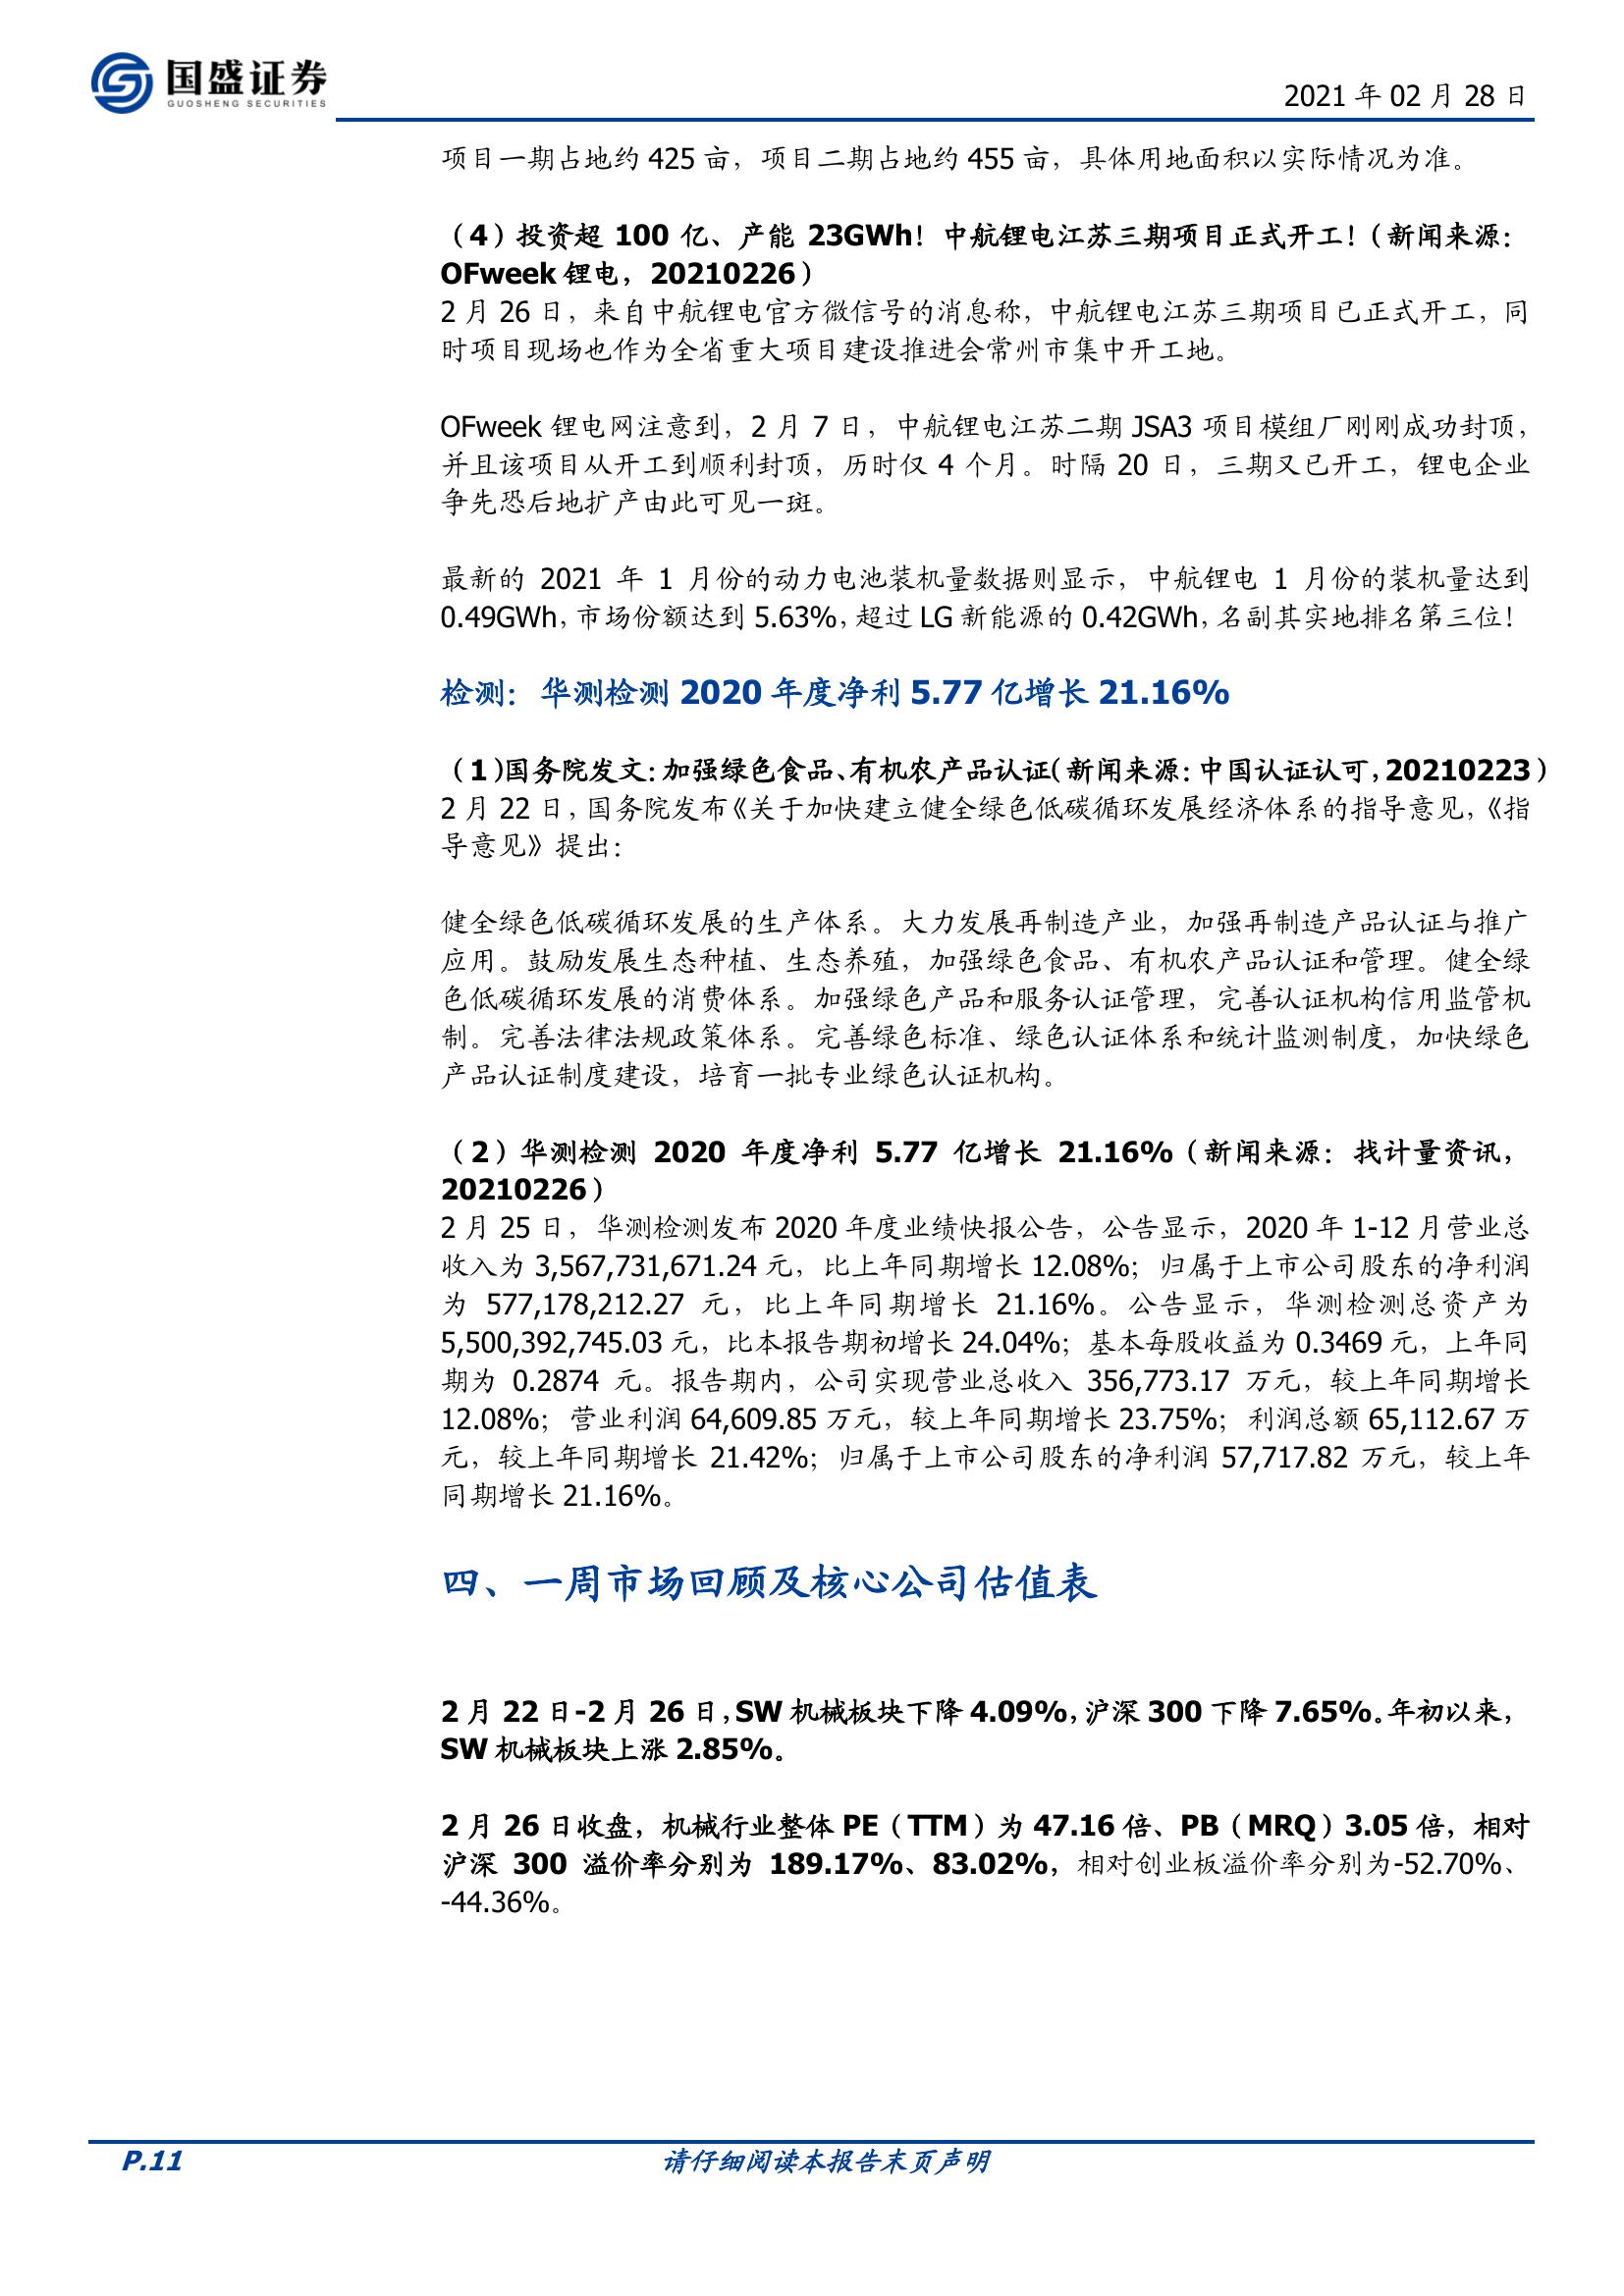 国盛证券
GUOSHENG SECURITIES
2021 年 02 月 28 日
项目一期占地约 425 亩，项目二期占地约 455 亩，具体用地面积以实际情况为准。
（4）投资超 100 亿、产能 23GWh！中航锂电江苏三期项目正式开工！（新闻来源：
OFweek 锂电，20210226）
2 月 26 日，来自中航锂电官方微信号的消息称，中航锂电江苏三期项目已正式开工，同
时项目现场也作为全省重大项目建设推进会常州市集中开工地。
OFweek 锂电网注意到，2 月 7 日，中航锂电江苏二期 JSA3 项目模组厂刚刚成功封顶，
并且该项目从开工到顺利封顶，历时仅 4 个月。时隔 20 日，三期又已开工，锂电企业
争先恐后地扩产由此可见一斑。
最新的 2021 年 1 月份的动力电池装机量数据则显示，中航锂电 1 月份的装机量达到
0.49GWh，市场份额达到 5.63%，超过 LG 新能源的 0.42GWh，名副其实地排名第三位！
检测：华测检测 2020 年度净利 5.77 亿增长 21.16%
（1）国务院发文：加强绿色食品、有机农产品认证（新闻来源：中国认证认可，20210223）
2 月 22 日，国务院发布《关于加快建立健全绿色低碳循环发展经济体系的指导意见，《指
导意见》提出：
健全绿色低碳循环发展的生产体系。大力发展再制造产业，加强再制造产品认证与推广
应用。鼓励发展生态种植、生态养殖，加强绿色食品、有机农产品认证和管理。健全绿
色低碳循环发展的消费体系。加强绿色产品和服务认证管理，完善认证机构信用监管机
制。完善法律法规政策体系。完善绿色标准、绿色认证体系和统计监测制度，加快绿色
产品认证制度建设，培育一批专业绿色认证机构。
（2）华测检测 2020 年度净利 5.77 亿增长 21.16%（新闻来源：找计量资讯，
20210226）
2 月 25 日，华测检测发布 2020 年度业绩快报公告，公告显示，2020 年 1-12 月营业总
收入为 3,567,731,671.24 元，比上年同期增长 12.08%；归属于上市公司股东的净利润
为 577,178,212.27 元，比上年同期增长 21.16%。公告显示，华测检测总资产为
5,500,392,745.03 元，比本报告期初增长 24.04%；基本每股收益为 0.3469 元，上年同
期为 0.2874 元。报告期内，公司实现营业总收入 356,773.17 万元，较上年同期增长
12.08%；营业利润 64,609.85 万元，较上年同期增长 23.75%；利润总额 65,112.67 万
元，较上年同期增长 21.42%；归属于上市公司股东的净利润 57,717.82 万元，较上年
同期增长 21.16%。
四、一周市场回顾及核心公司估值表
2 月 22 日-2 月 26 日，SW 机械板块下降 4.09%，沪深 300 下降 7.65%。年初以来，
SW 机械板块上涨 2.85%。
2 月 26 日收盘，机械行业整体 PE（TTM）为 47.16 倍、PB（MRQ）3.05 倍，相对
沪深 300 溢价率分别为 189.17%、83.02%，相对创业板溢价率分别为-52.70%、
-44.36%。
P.11
请仔细阅读本报告末页声明